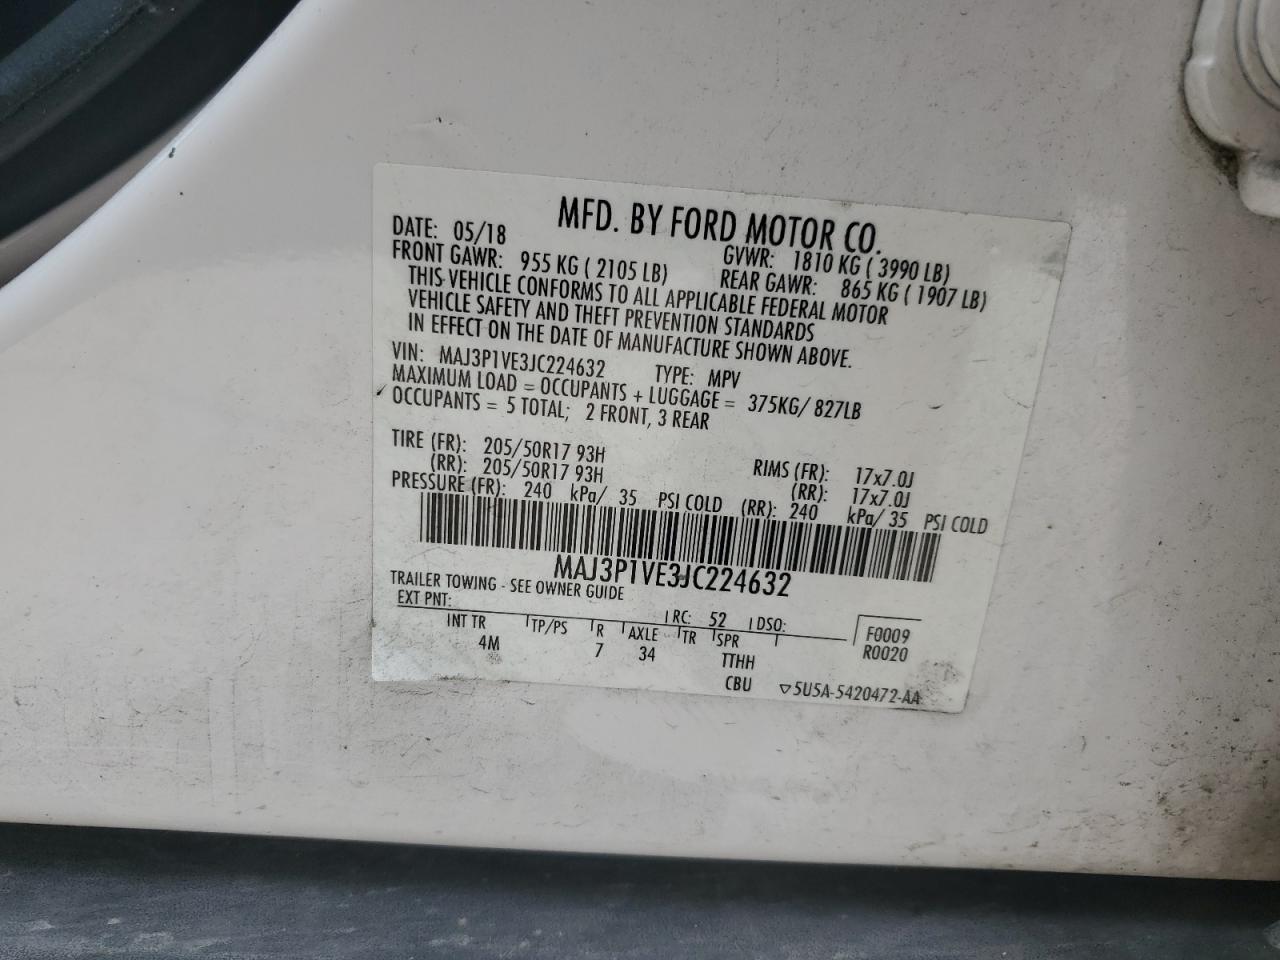 MFD. BY FORD MOTOR CO.
DATE: 05/18 GVWR: 1810 KG ( 3990 LB)
FRONT GAWR: 955 KG ( 2105 LB) REAR GAWR: 865 KG ( 1907 LB)
THIS VEHICLE CONFORMS TO ALL APPLICABLE FEDERAL MOTOR
VEHICLE SAFETY AND THEFT PREVENTION STANDARDS
IN EFFECT ON THE DATE OF MANUFACTURE SHOWN ABOVE.
VIN: MAJ3P1VE3JC224632 TYPE: MPV
MAXIMUM LOAD = OCCUPANTS + LUGGAGE = 375KG/ 827LB
OCCUPANTS = 5 TOTAL; 2 FRONT, 3 REAR
TIRE (FR): 205/50R17 93H RIMS (FR): 17x7.0J
(RR): 205/50R17 93H (RR): 17x7.0J
PRESSURE (FR): 240 kPa/ 35 PSI COLD (RR): 240 kPa/ 35 PSI COLD
MAJ3P1VE3JC224632
TRAILER TOWING - SEE OWNER GUIDE
EXT PNT: RC: 52 DSO:
INT TR TP/PS R AXLE TR SPR F0009
4M 7 34 TTHH R0020
CBU ▽5U5A-5420472-AA